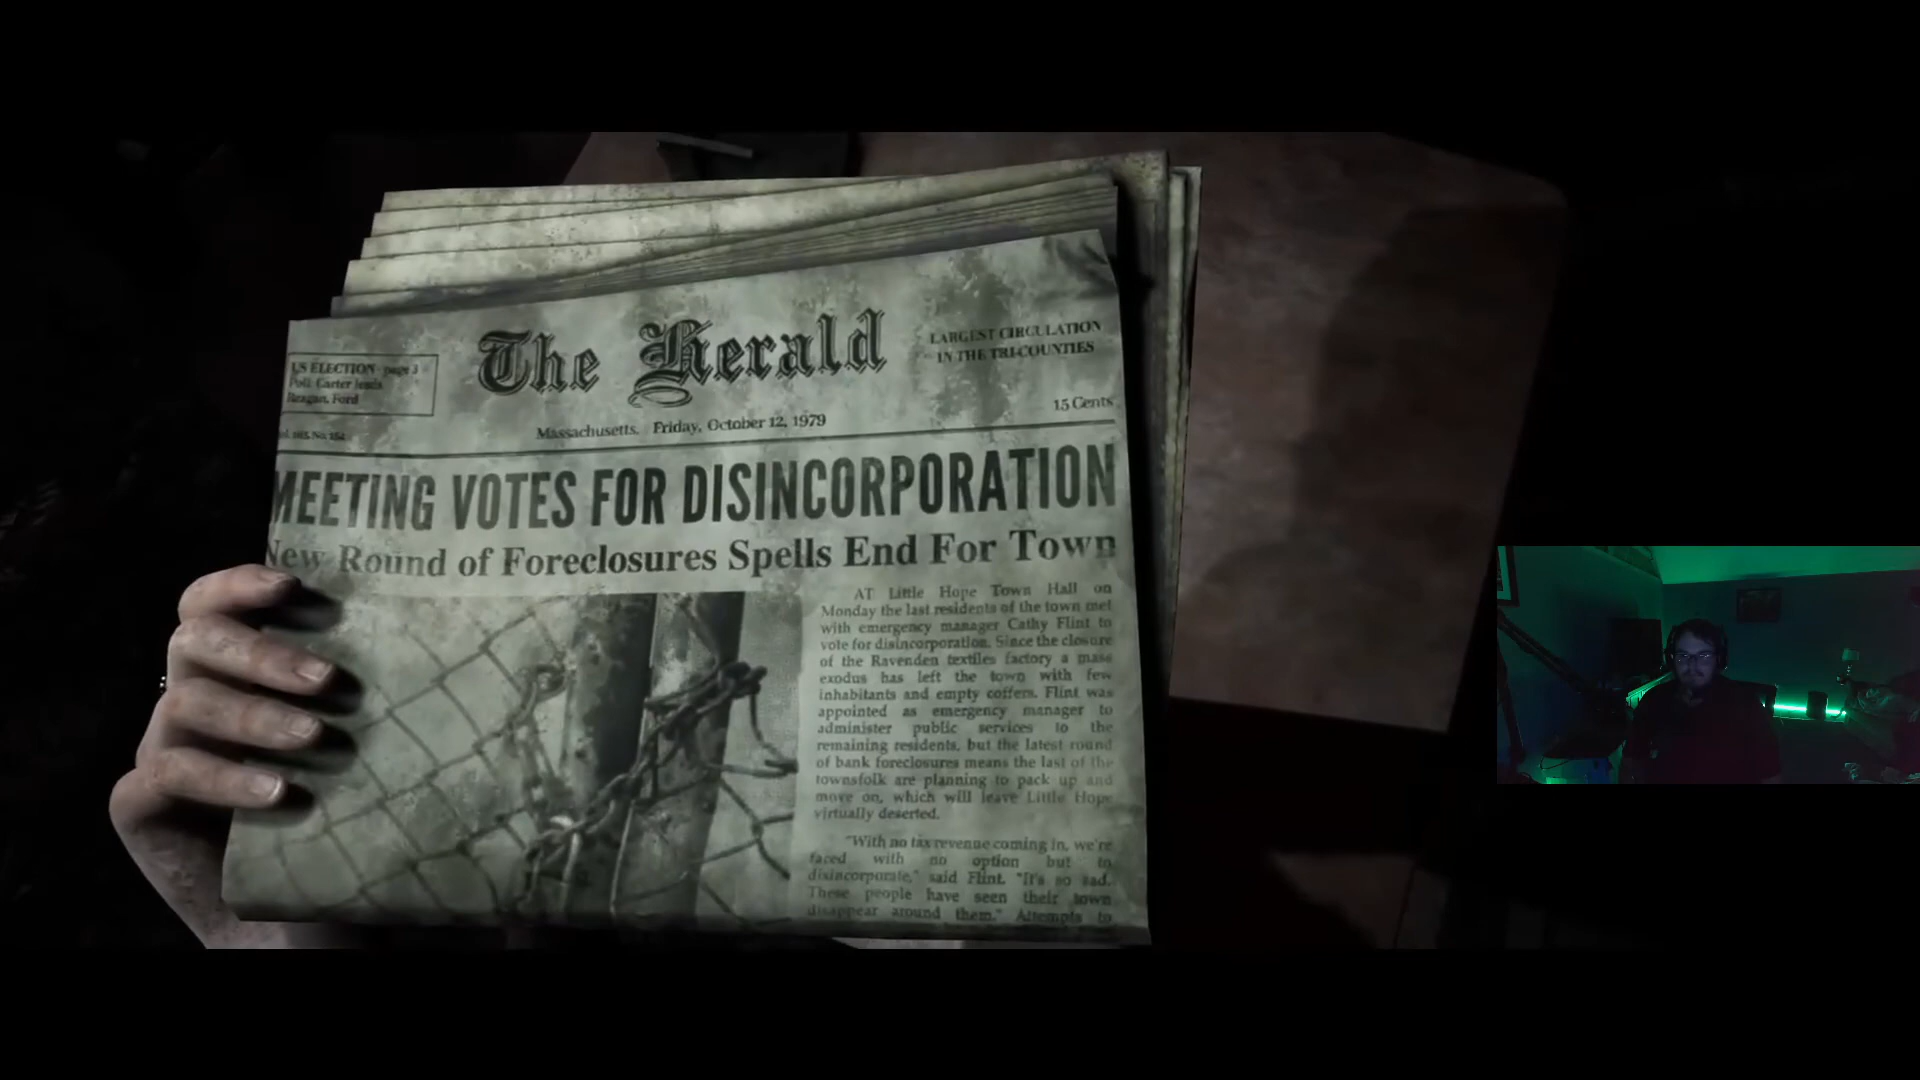 US ELECTION - page 3
Poll: Carter leads
Reagan, Ford
The Herald
LARGEST CIRCULATION
IN THE TRI-COUNTIES
15 Cents
No. 154
Massachusetts. Friday, October 12, 1979
MEETING VOTES FOR DISINCORPORATION
New Round of Foreclosures Spells End For Town
AT Little Hope Town Hall on
Monday the last residents of the town met
with emergency manager Cathy Flint to
vote for disincorporation. Since the closure
of the Ravenden textiles factory a mass
exodus has left the town with few
inhabitants and empty coffers. Flint was
appointed as emergency manager to
administer public services to the
remaining residents, but the latest round
of bank foreclosures means the last of the
townsfolk are planning to pack up and
move on, which will leave Little Hope
virtually deserted.
"With no tax revenue coming in, we're
faced with no option but to
disincorporate," said Flint. "It's so sad.
These people have seen their town
disappear around them." Attempts to